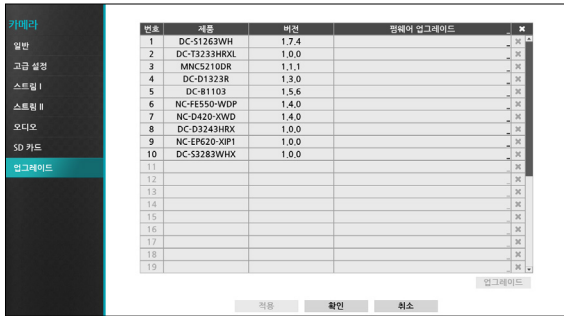 카메라
일반
고급 설정
스트림 I
스트림 II
오디오
SD 카드
업그레이드
번호 제품 버전 펌웨어 업그레이드 _ ✖
1 DC-S1263WH 1,7,4 _ ✖
2 DC-T3233HRXL 1,0,0 _ ✖
3 MNC5210DR 1,1,1 _ ✖
4 DC-D1323R 1,3,0 _ ✖
5 DC-B1103 1,5,6 _ ✖
6 NC-FE550-WDP 1,4,0 _ ✖
7 NC-D420-XWD 1,4,0 _ ✖
8 DC-D3243HRX 1,0,0 _ ✖
9 NC-EP620-XIP1 1,0,0 _ ✖
10 DC-S3283WHX 1,0,0 _ ✖
11 _ ✖
12 _ ✖
13 _ ✖
14 _ ✖
15 _ ✖
16 _ ✖
17 _ ✖
18 _ ✖
19 _ ✖
업그레이드
적용 확인 취소